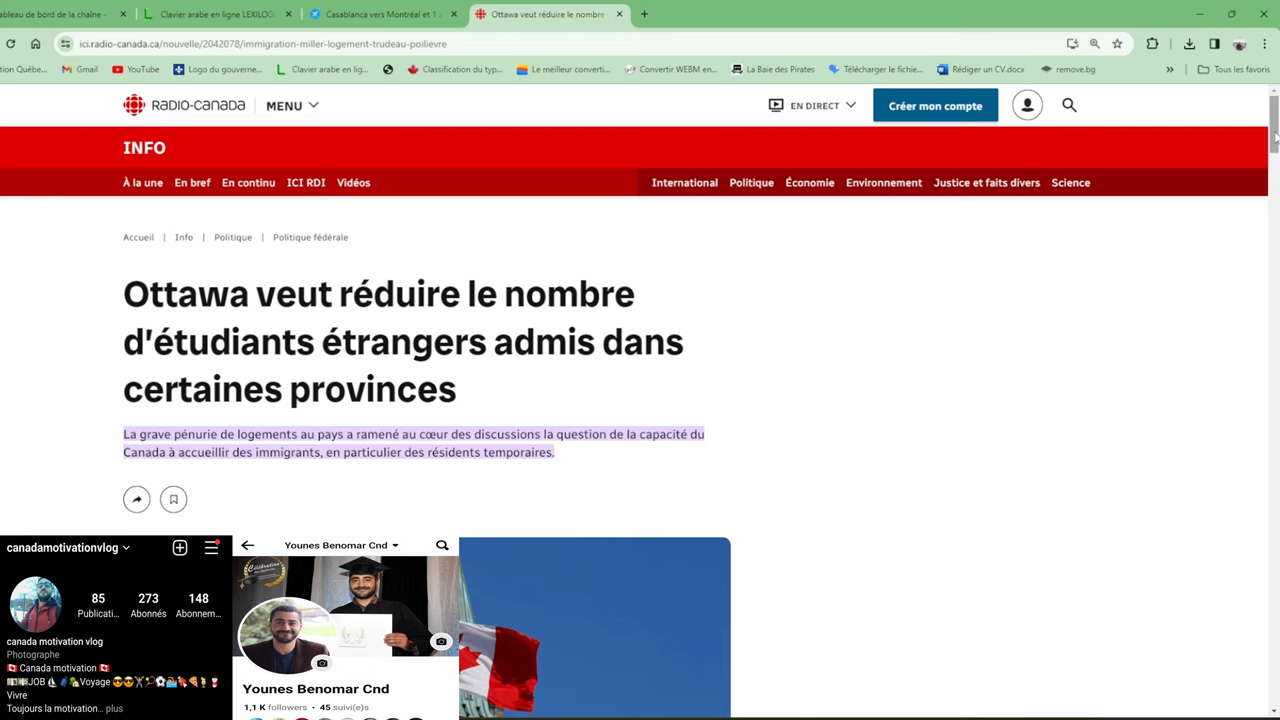 ableau de bord de la chaîne -
Clavier arabe en ligne LEXILOG
Casablanca vers Montréal et 1
Ottawa veut réduire le nombre
ici.radio-canada.ca/nouvelle/2042078/immigration-miller-logement-trudeau-poilievre
tion Québe...
Gmail
YouTube
Logo du gouverne...
Clavier arabe en lig...
Classification du typ...
Le meilleur converti...
Convertir WEBM en...
La Baie des Pirates
Télécharger le fichie...
Rédiger un CV.docx
remove.bg
»
Tous les favoris
RADIO-CANADA
MENU
EN DIRECT
Créer mon compte
INFO
À la une
En bref
En continu
ICI RDI
Vidéos
International
Politique
Économie
Environnement
Justice et faits divers
Science
Accueil | Info | Politique | Politique fédérale
Ottawa veut réduire le nombre
d'étudiants étrangers admis dans
certaines provinces
La grave pénurie de logements au pays a ramené au cœur des discussions la question de la capacité du
Canada à accueillir des immigrants, en particulier des résidents temporaires.
canadamotivationvlog
85 273 148
Publicati... Abonnés Abonnem...
canada motivation vlog
Photographe
🇨🇦 Canada motivation 🇨🇦
JOB Voyage
Vivre
Toujours la motivation... plus
Younes Benomar Cnd
Célébration
Younes Benomar Cnd
1,1 K followers • 45 suivi(e)s